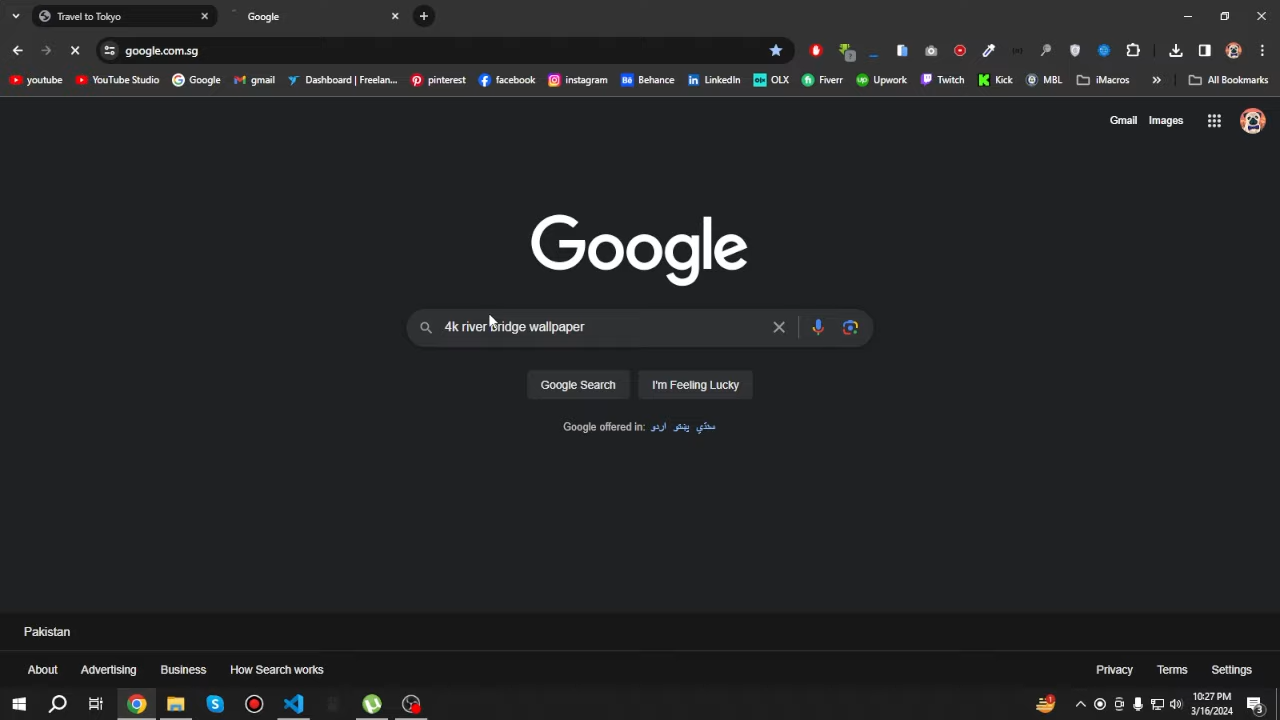 Travel to Tokyo
Google
google.com.sg
youtube
YouTube Studio
Google
gmail
Dashboard | Freelan...
pinterest
facebook
instagram
Behance
LinkedIn
OLX
Fiverr
Upwork
Twitch
Kick
MBL
iMacros
All Bookmarks
Gmail
Images
Google
4k river bridge wallpaper
Google Search
I'm Feeling Lucky
Google offered in: اردو پښتو سنڌي
Pakistan
About
Advertising
Business
How Search works
Privacy
Terms
Settings
10:27 PM
3/16/2024